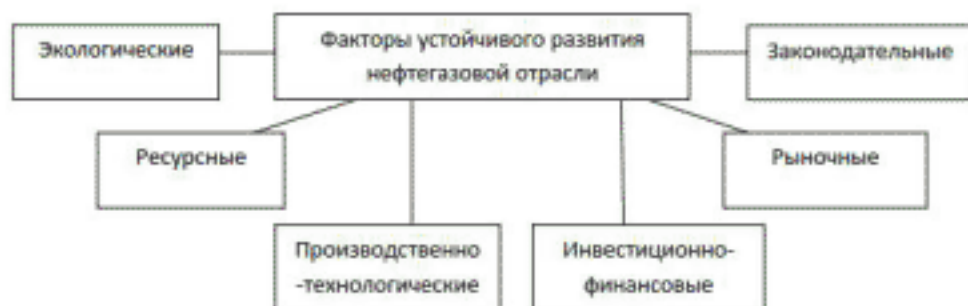 Экологические
Факторы устойчивого развития
нефтегазовой отрасли
Законодательные
Ресурсные
Рыночные
Производственно
-технологические
Инвестиционно-
финансовые